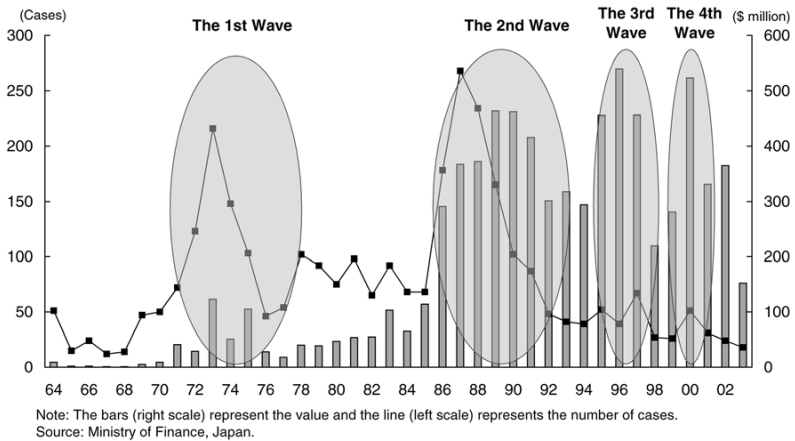 (Cases) The 1st Wave The 2nd Wave The 3rd Wave The 4th Wave ($ million)
300 600
250 500
200 400
150 300
100 200
50 100
0 0
64 66 68 70 72 74 76 78 80 82 84 86 88 90 92 94 96 98 00 02
Note: The bars (right scale) represent the value and the line (left scale) represents the number of cases.
Source: Ministry of Finance, Japan.